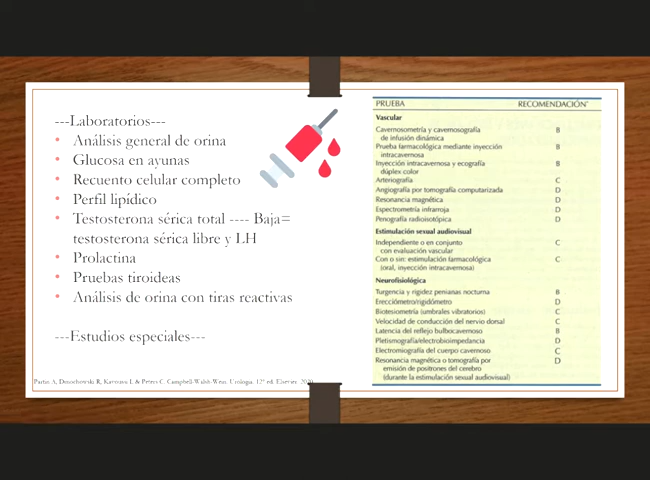 ---Laboratorios---
• Análisis general de orina
• Glucosa en ayunas
• Recuento celular completo
• Perfil lipídico
• Testosterona sérica total ---- Baja=
testosterona sérica libre y LH
• Prolactina
• Pruebas tiroideas
• Análisis de orina con tiras reactivas
---Estudios especiales---
A, Dmochowski R, Kavoussi L & Peters C. Campbell-Walsh-Wein. Urología. 12ª ed. Elsevier. 2020
PRUEBA RECOMENDACIÓN*
Vascular
Cavernosometría y cavernosografía
de infusión dinámica B
Prueba farmacológica mediante inyección
intracavernosa B
Inyección intracavernosa y ecografía
dúplex color B
Arteriografía C
Angiografía por tomografía computarizada D
Resonancia magnética D
Espectrometría infrarroja D
Penografía radioisotópica D
Estimulación sexual audiovisual
Independiente o en conjunto
con evaluación vascular C
Con o sin: estimulación farmacológica
(oral, inyección intracavernosa) C
Neurofisiológica
Turgencia y rigidez penianas nocturna B
Erecciómetro/rigidómetro D
Biotesiometría (umbrales vibratorios) C
Velocidad de conducción del nervio dorsal C
Latencia del reflejo bulbocavernoso B
Pletismografía/electrobioimpedancia D
Electromiografía del cuerpo cavernoso C
Resonancia magnética o tomografía por
emisión de positrones del cerebro
(durante la estimulación sexual audiovisual) D